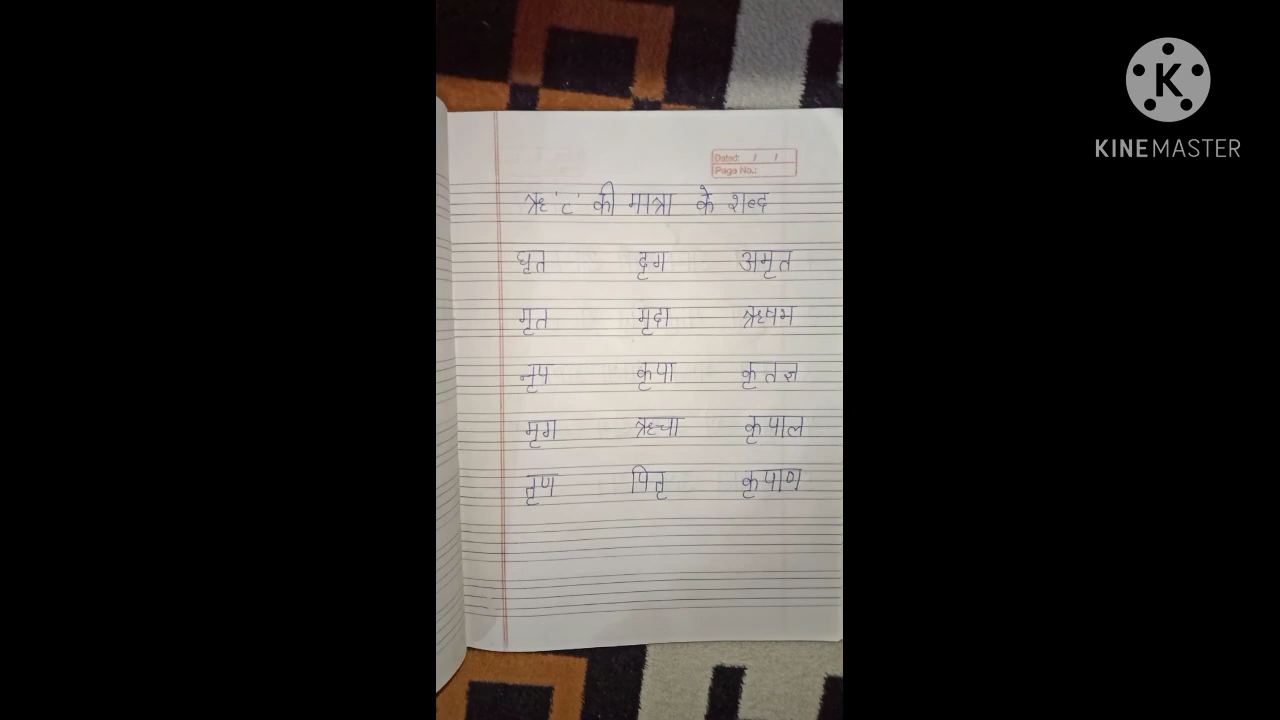 KINEMASTER
Dated: / /
Page No.:
ऋ 'ृ' की मात्रा के शब्द
घृत दृग अमृत
मृत मृदा ऋषभ
नृप कृपा कृतज्ञ
मृग ऋचा कृपाल
तृण पितृ कृपाण